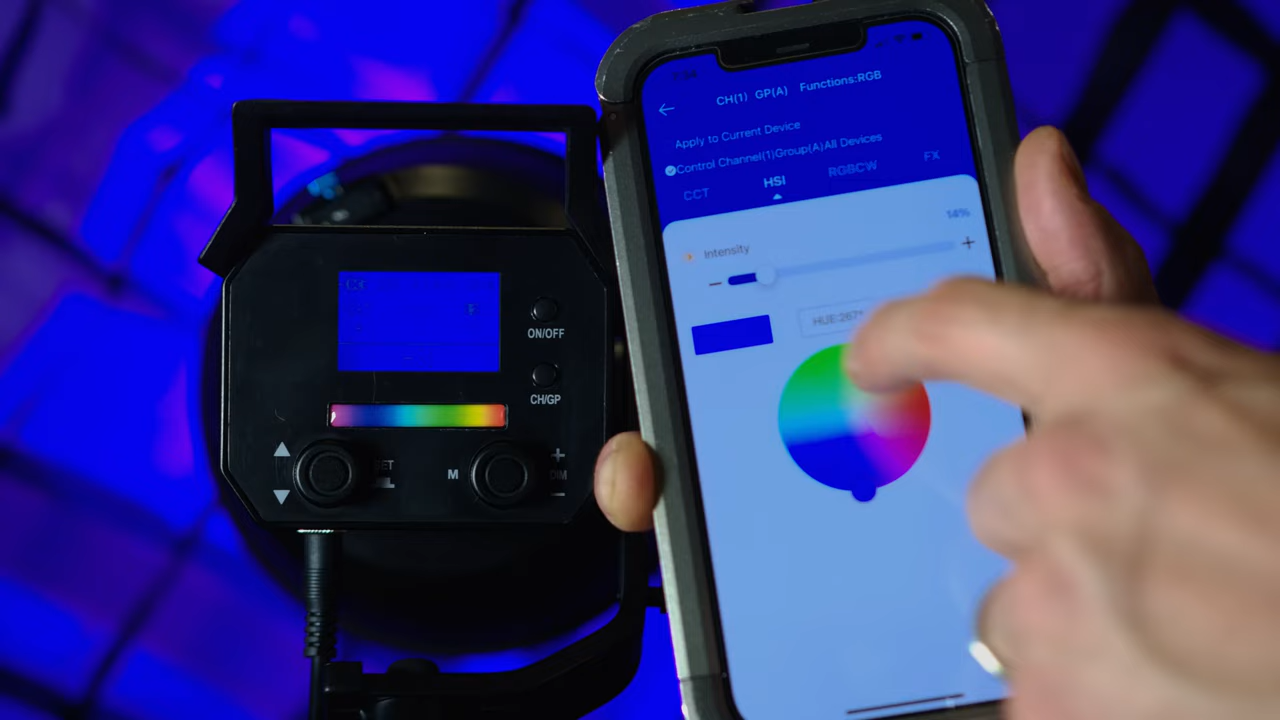 CH(1) GP(A) Functions:RGB
Apply to Current Device
Control Channel(1)Group(A)All Devices
CCT HSI RGBCW FX
14%
Intensity
HUE:267°
ON/OFF
CH/GP
M
DIM